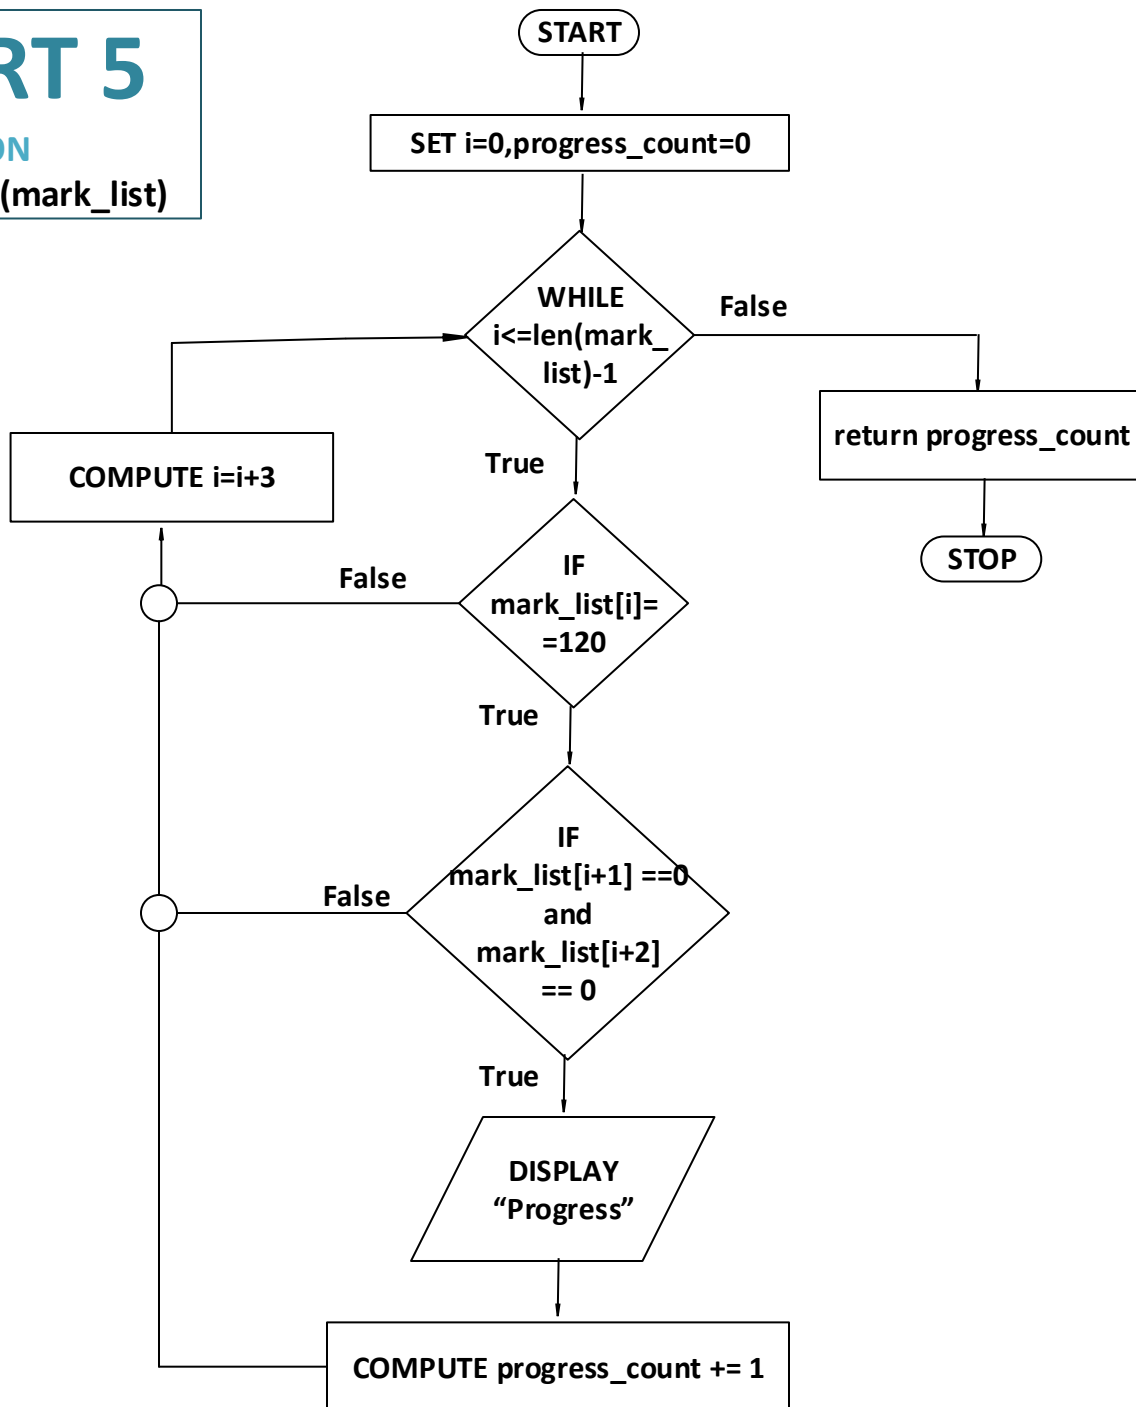 RT 5
ON
(mark_list)
START
SET i=0,progress_count=0
WHILE
i<=len(mark_
list)-1
False
return progress_count
STOP
True
COMPUTE i=i+3
IF
mark_list[i]=
=120
False
True
IF
mark_list[i+1] ==0
and
mark_list[i+2]
== 0
False
True
DISPLAY
“Progress”
COMPUTE progress_count += 1